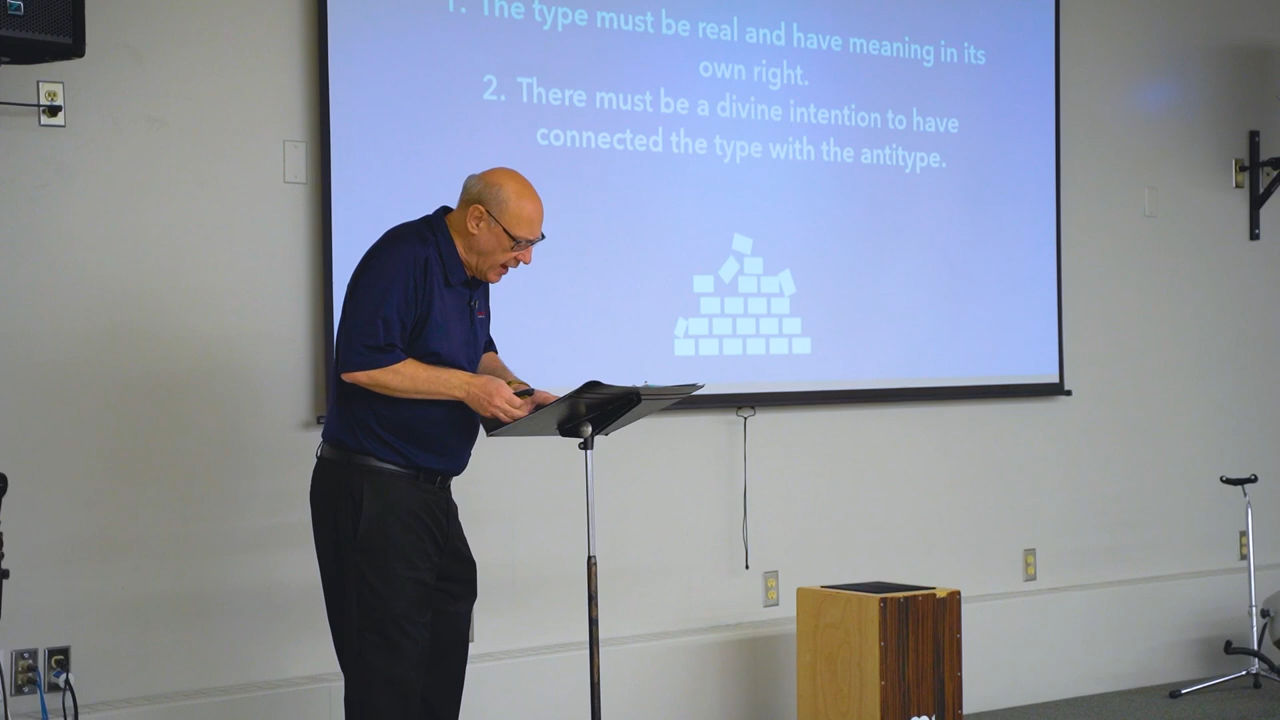 1. The type must be real and have meaning in its
own right.
2. There must be a divine intention to have
connected the type with the antitype.